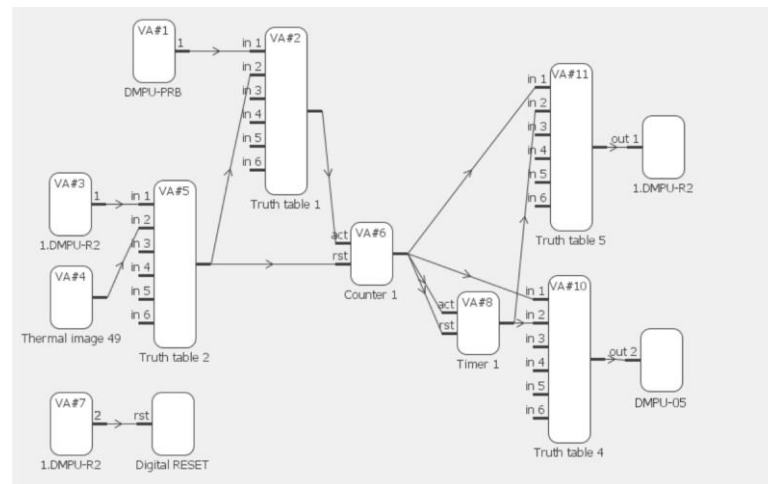 VA#1
1
DMPU-PRB
VA#2
in 1
in 2
in 3
in 4
in 5
in 6
Truth table 1
VA#3
1
1.DMPU-R2
VA#4
Thermal image 49
VA#5
in 1
in 2
in 3
in 4
in 5
in 6
Truth table 2
VA#6
act
rst
Counter 1
VA#7
2
1.DMPU-R2
rst
Digital RESET
VA#8
act
rst
Timer 1
VA#11
in 1
in 2
in 3
in 4
in 5
in 6
Truth table 5
out 1
1.DMPU-R2
VA#10
in 1
in 2
in 3
in 4
in 5
in 6
Truth table 4
out 2
DMPU-05